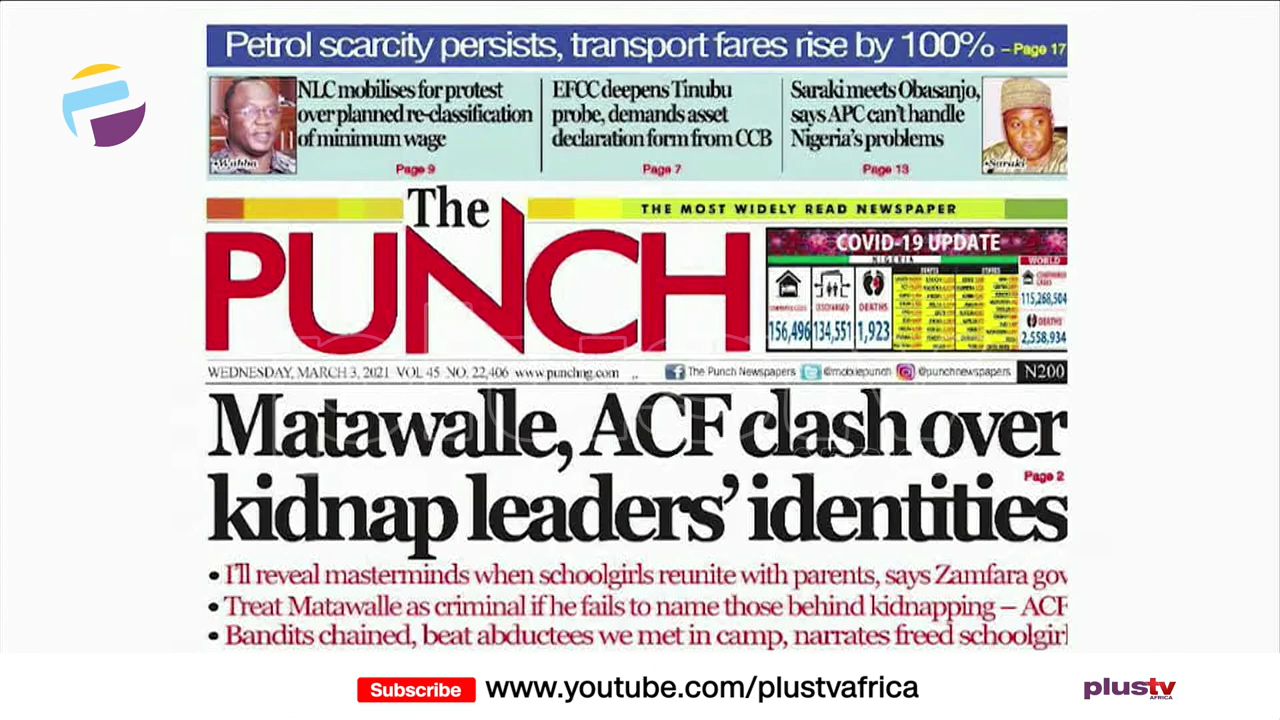 Petrol scarcity persists, transport fares rise by 100% – Page 17
NLC mobilises for protest
over planned re-classification
of minimum wage
Page 9
Wabba
EFCC deepens Tinubu
probe, demands asset
declaration form from CCB
Page 7
Saraki meets Obasanjo,
says APC can't handle
Nigeria's problems
Page 13
Saraki
The
PUNCH
THE MOST WIDELY READ NEWSPAPER
COVID-19 UPDATE
NIGERIA
DISCHARGED
DEATHS
156,496
134,551
1,923
STATES
STATES
WORLD
CONFIRMED
CASES
115,268,504
DEATHS
2,558,934
WEDNESDAY, MARCH 3, 2021 VOL 45 NO. 22,406 www.punchng.com
The Punch Newspapers @mobilepunch @punchnewspapers N200
Matawalle, ACF clash over
Page 2
kidnap leaders' identities
• I'll reveal masterminds when schoolgirls reunite with parents, says Zamfara gov
• Treat Matawalle as criminal if he fails to name those behind kidnapping – ACF
• Bandits chained, beat abductees we met in camp, narrates freed schoolgirl
Subscribe www.youtube.com/plustvafrica
plustv
AFRICA